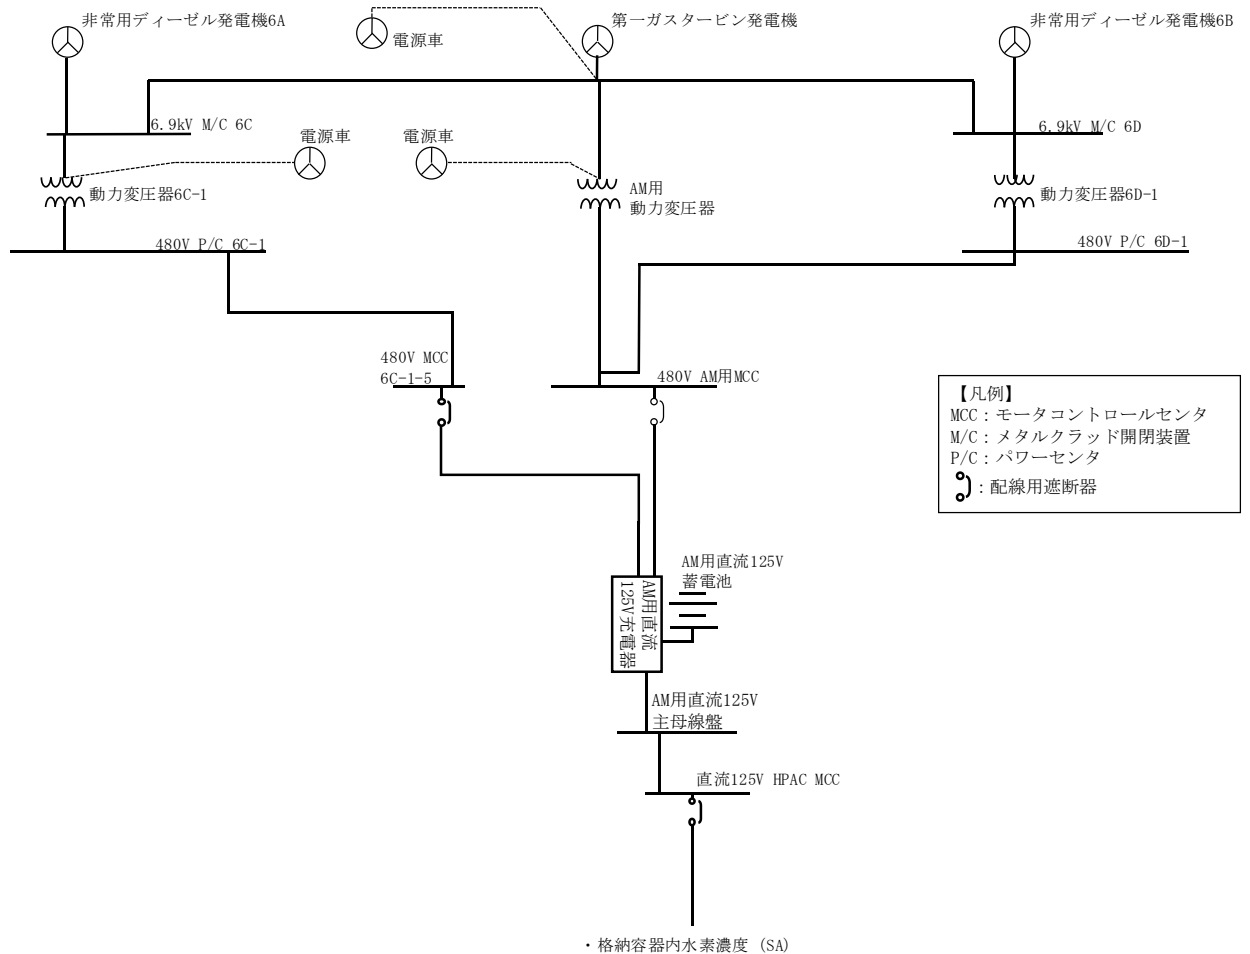 非常用ディーゼル発電機6A
電源車
第一ガスタービン発電機
非常用ディーゼル発電機6B
6.9kV M/C 6C
6.9kV M/C 6D
電源車
電源車
動力変圧器6C-1
AM用
動力変圧器
動力変圧器6D-1
480V P/C 6C-1
480V P/C 6D-1
480V MCC
6C-1-5
480V AM用MCC
【凡例】
MCC：モータコントロールセンタ
M/C：メタルクラッド開閉装置
P/C：パワーセンタ
：配線用遮断器
AM用直流125V
蓄電池
AM用直流
125V充電器
AM用直流125V
主母線盤
直流125V HPAC MCC
・格納容器内水素濃度 (SA)